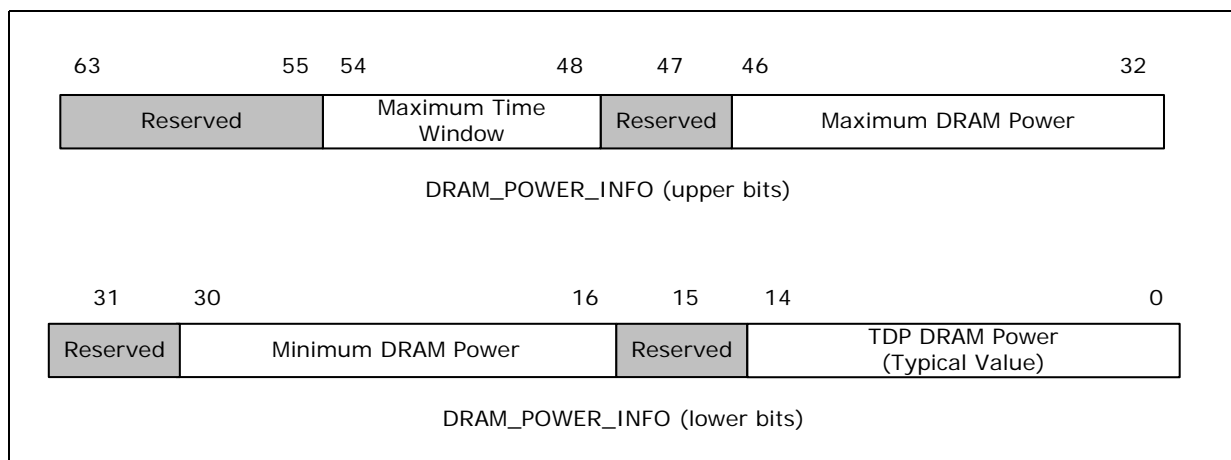 63 55 54 48 47 46 32
Reserved
Maximum Time
Window
Reserved
Maximum DRAM Power
DRAM_POWER_INFO (upper bits)
31 30 16 15 14 0
Reserved
Minimum DRAM Power
Reserved
TDP DRAM Power
(Typical Value)
DRAM_POWER_INFO (lower bits)